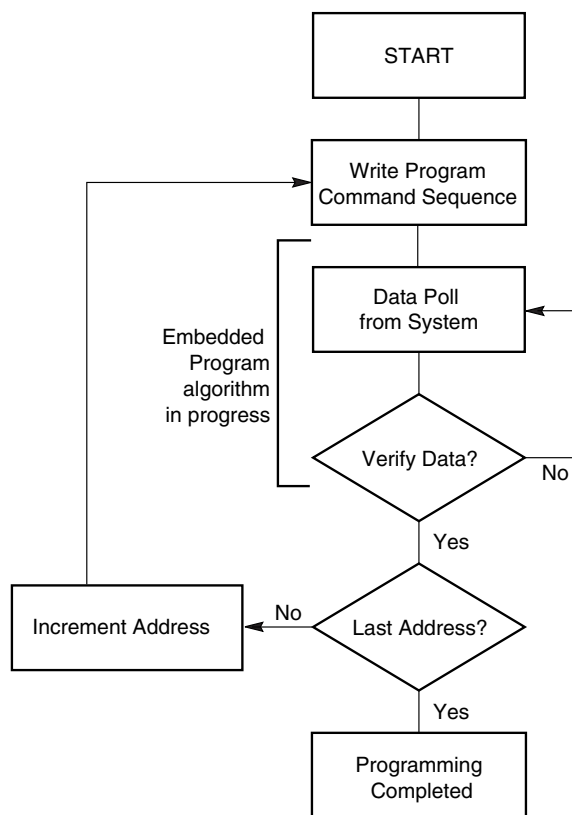 START
Write Program
Command Sequence
Data Poll
from System
Embedded
Program
algorithm
in progress
Verify Data?
No
Yes
Last Address?
No
Increment Address
Yes
Programming
Completed